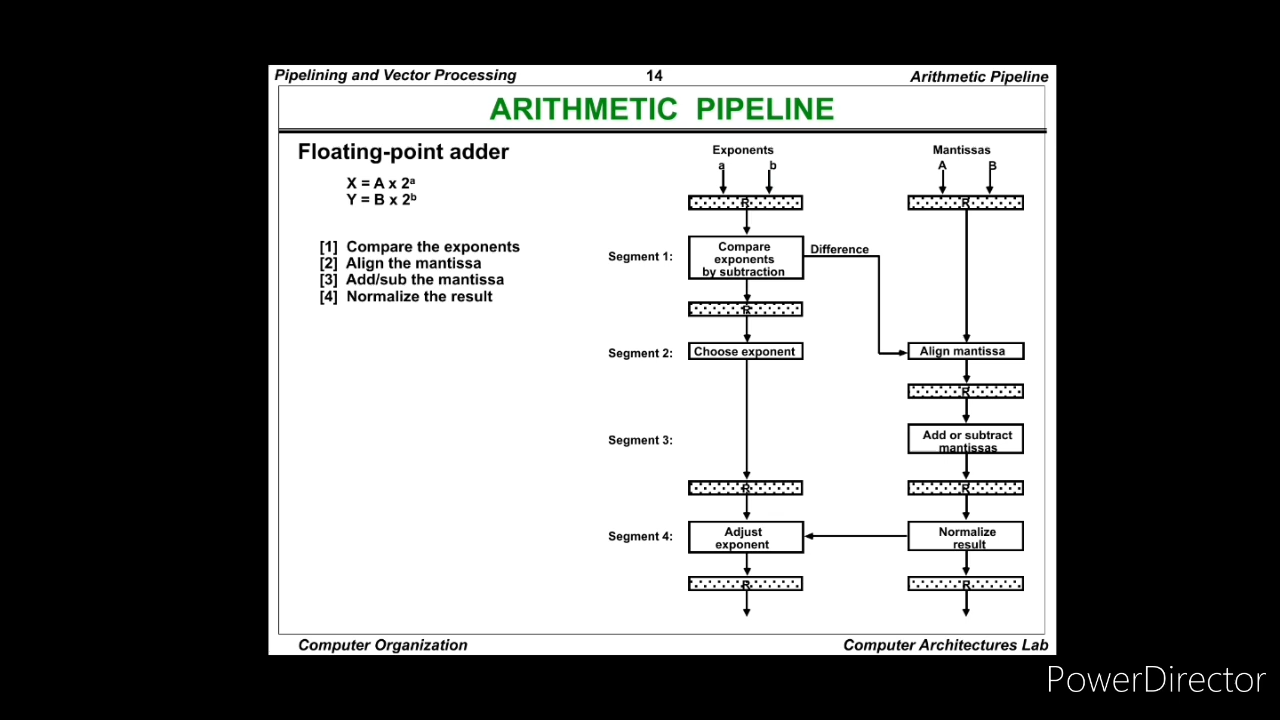 Pipelining and Vector Processing 14 Arithmetic Pipeline
ARITHMETIC PIPELINE
Floating-point adder
X = A x 2ᵃ
Y = B x 2ᵇ
[1] Compare the exponents
[2] Align the mantissa
[3] Add/sub the mantissa
[4] Normalize the result
Exponents
a b
Mantissas
A B
R R
Segment 1:
Compare
exponents
by subtraction
Difference
R
Segment 2:
Choose exponent
Align mantissa
R
Segment 3:
Add or subtract
mantissas
R R
Segment 4:
Adjust
exponent
Normalize
result
R R
Computer Organization Computer Architectures Lab
PowerDirector